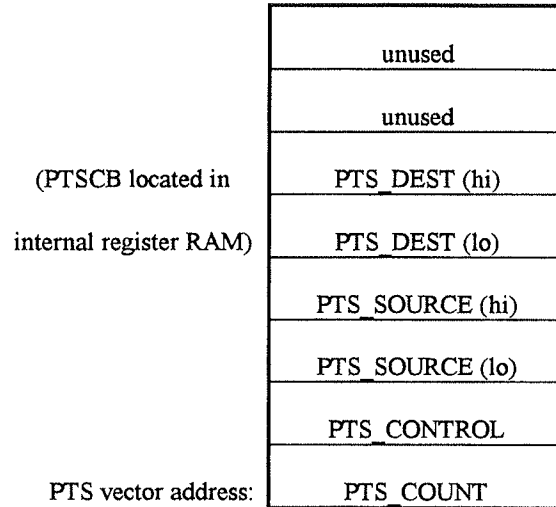 unused
unused
(PTSCB located in PTS_DEST (hi)
internal register RAM) PTS_DEST (lo)
PTS_SOURCE (hi)
PTS_SOURCE (lo)
PTS_CONTROL
PTS vector address: PTS_COUNT